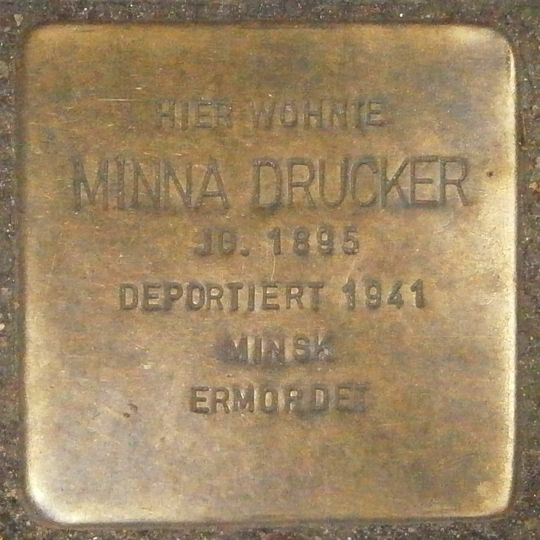 HIER WOHNTE
MINNA DRUCKER
JG. 1895
DEPORTIERT 1941
MINSK
ERMORDET